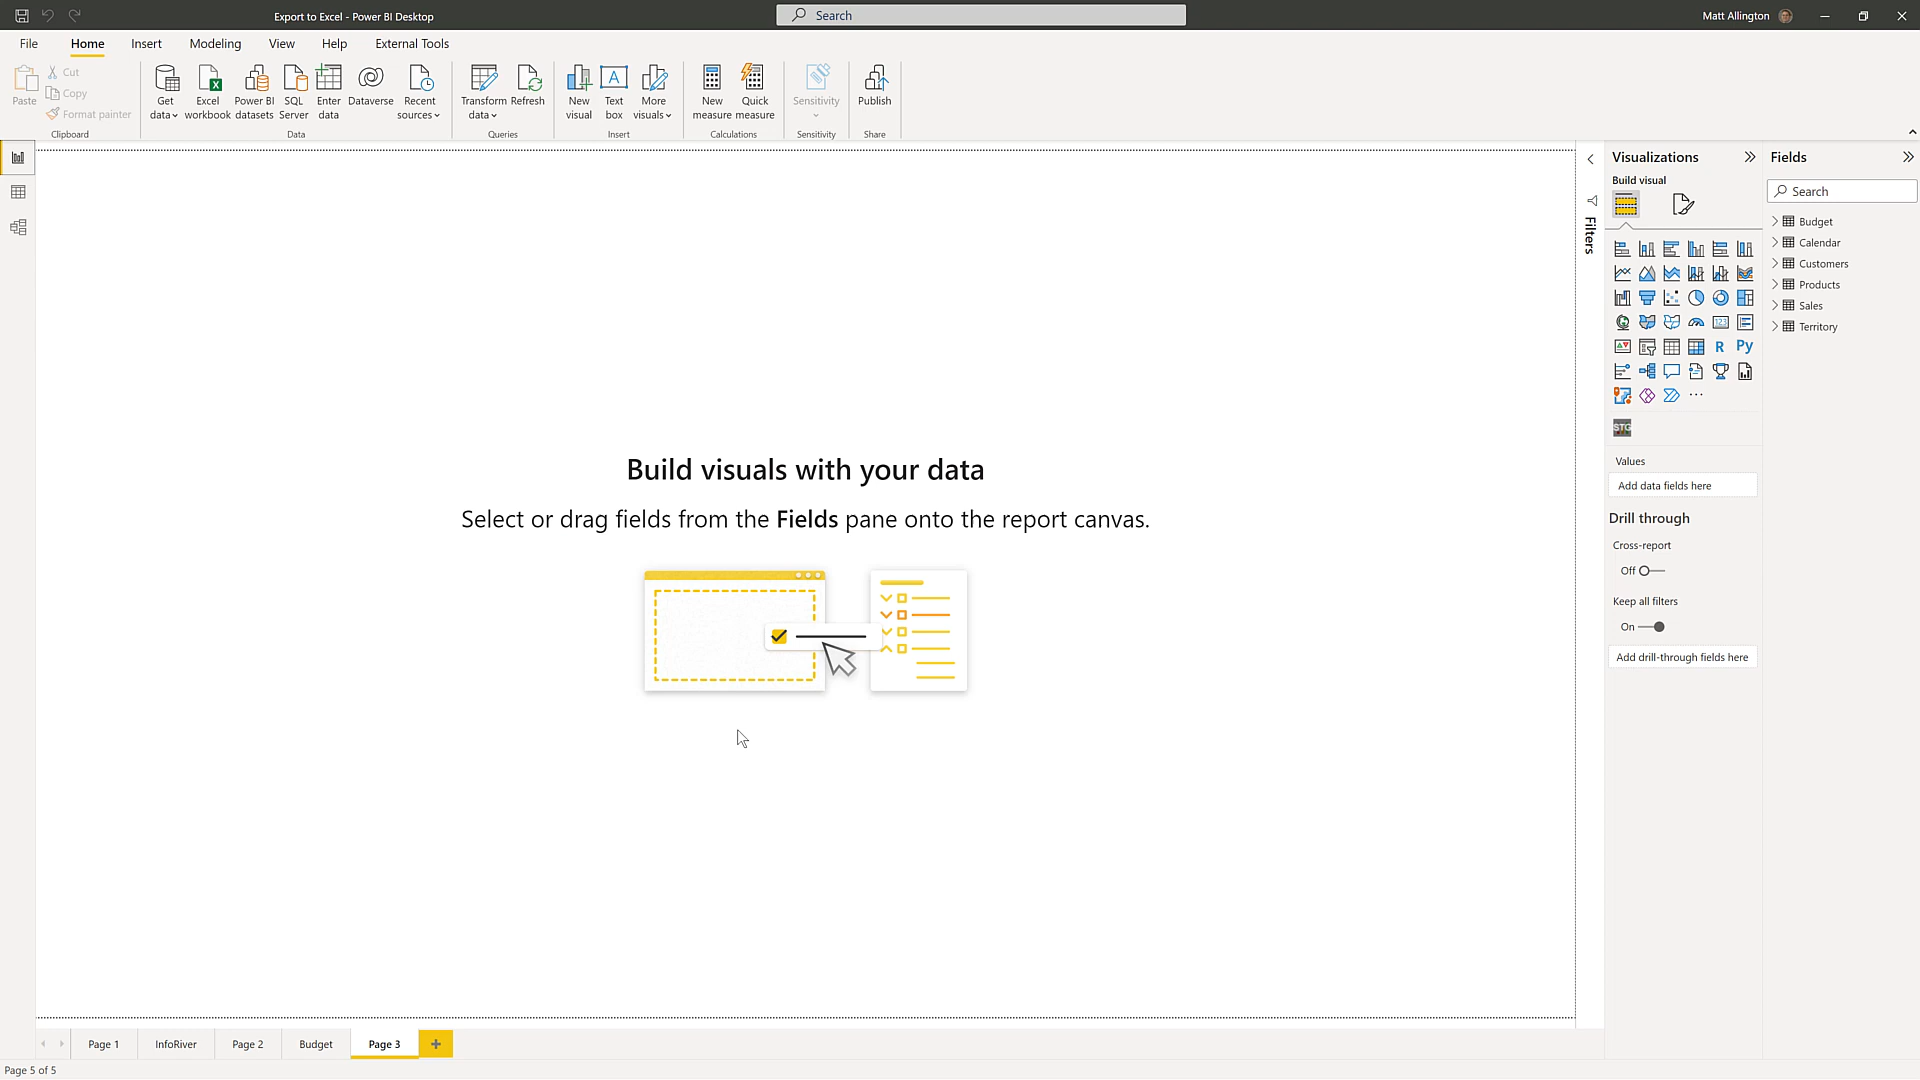 Export to Excel - Power BI Desktop
Search
Matt Allington
File
Home
Insert
Modeling
View
Help
External Tools
Paste
Cut
Copy
Format painter
Clipboard
Get data
Excel workbook
Power BI datasets
SQL Server
Enter data
Dataverse
Recent sources
Data
Transform data
Refresh
Queries
New visual
Text box
More visuals
Insert
New measure
Quick measure
Calculations
Sensitivity
Sensitivity
Publish
Share
Build visuals with your data
Select or drag fields from the Fields pane onto the report canvas.
Filters
Visualizations
Build visual
R
Py
STG
Values
Add data fields here
Drill through
Cross-report
Off
Keep all filters
On
Add drill-through fields here
Fields
Search
Budget
Calendar
Customers
Products
Sales
Territory
Page 1
InfoRiver
Page 2
Budget
Page 3
Page 5 of 5